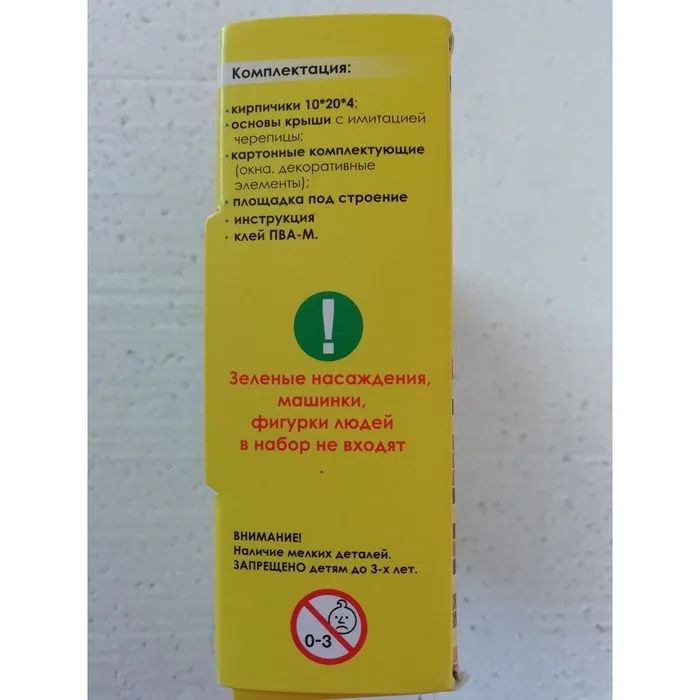 Комплектация:
• кирпичики 10*20*4;
• основы крыши с имитацией
черепицы;
• картонные комплектующие
(окна, декоративные
элементы);
• площадка под строение
• инструкция
• клей ПВА-М.
!
Зеленые насаждения,
машинки,
фигурки людей
в набор не входят
.
ВНИМАНИЕ!
Наличие мелких деталей.
ЗАПРЕЩЕНО детям до 3-х лет.
0-3